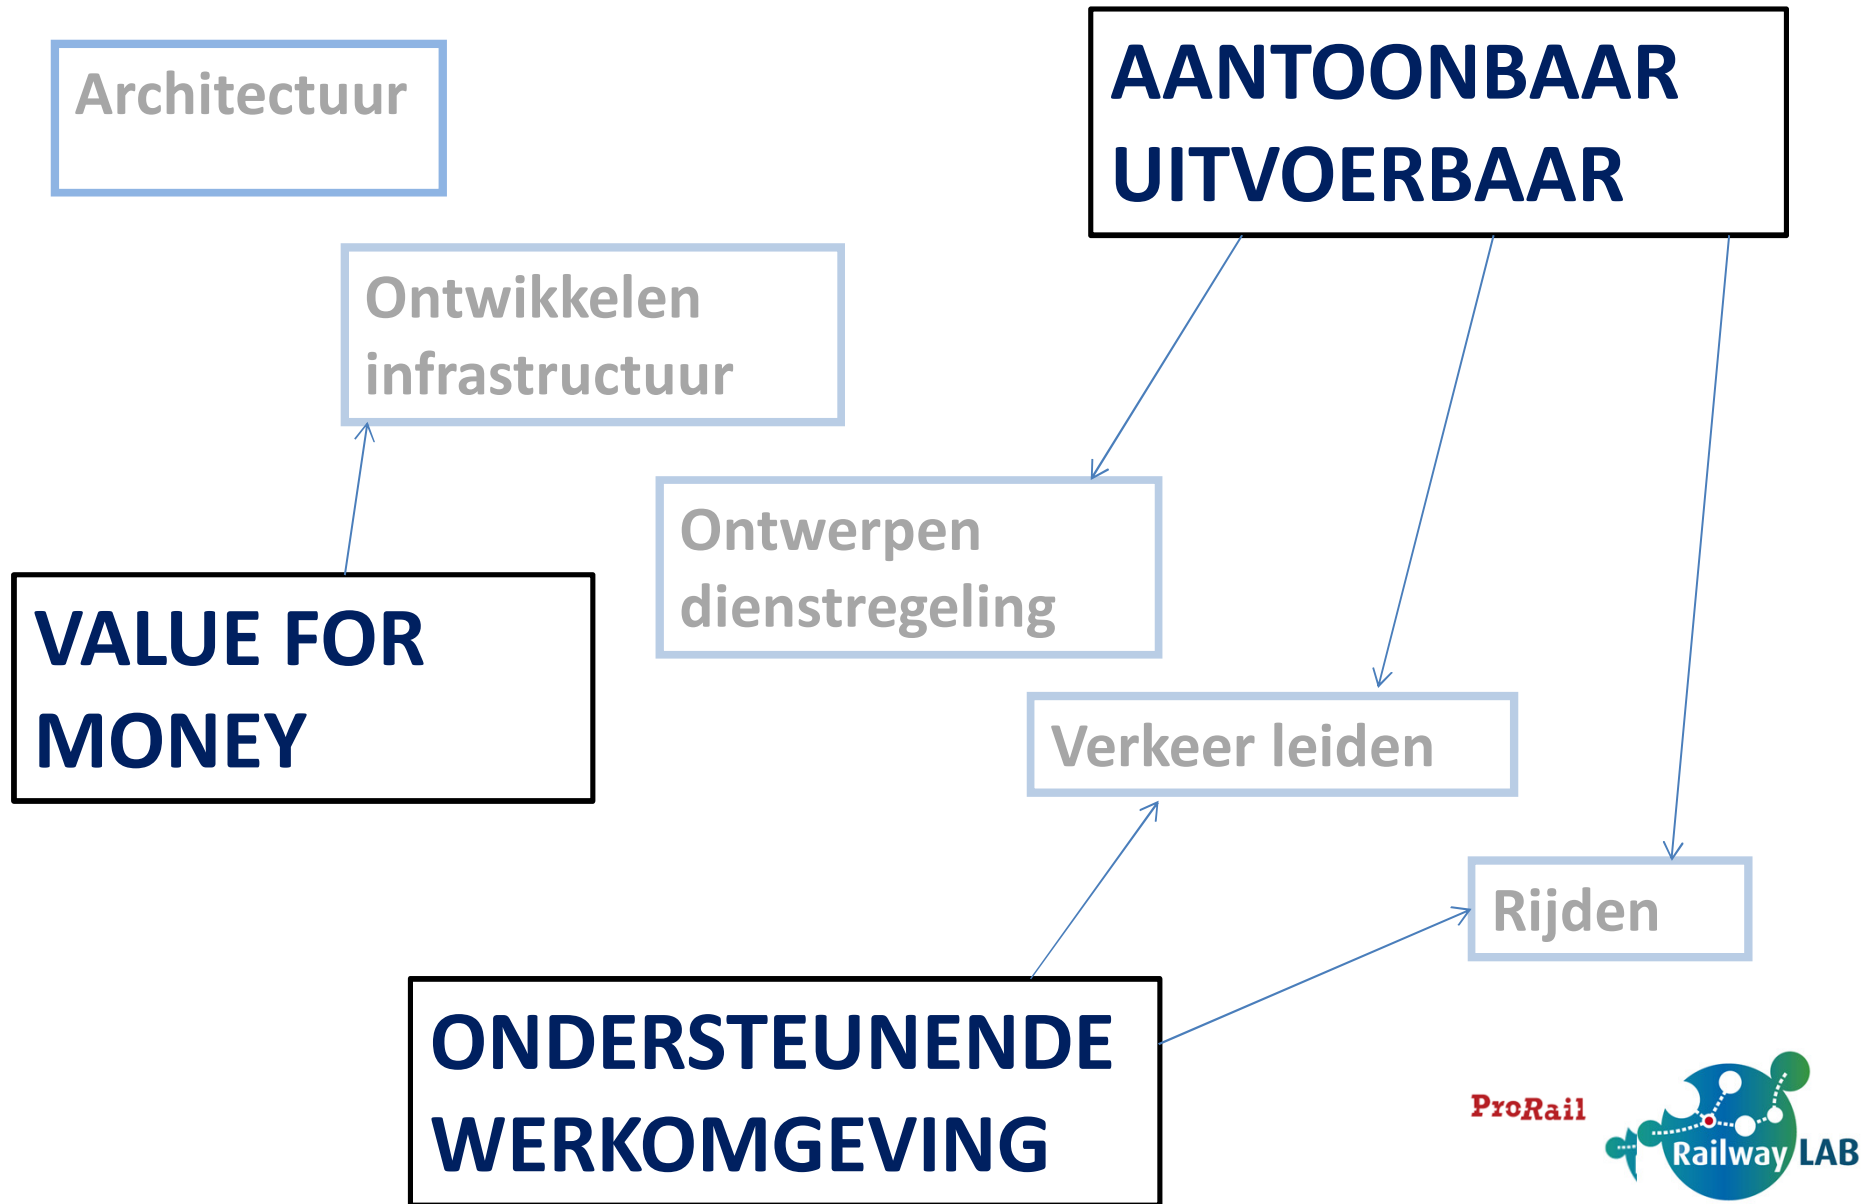 Architectuur
AANTOONBAAR
UITVOERBAAR
Ontwikkelen
infrastructuur
Ontwerpen
dienstregeling
VALUE FOR
MONEY
Verkeer leiden
Rijden
ONDERSTEUNENDE
WERKOMGEVING
ProRail
Railway LAB